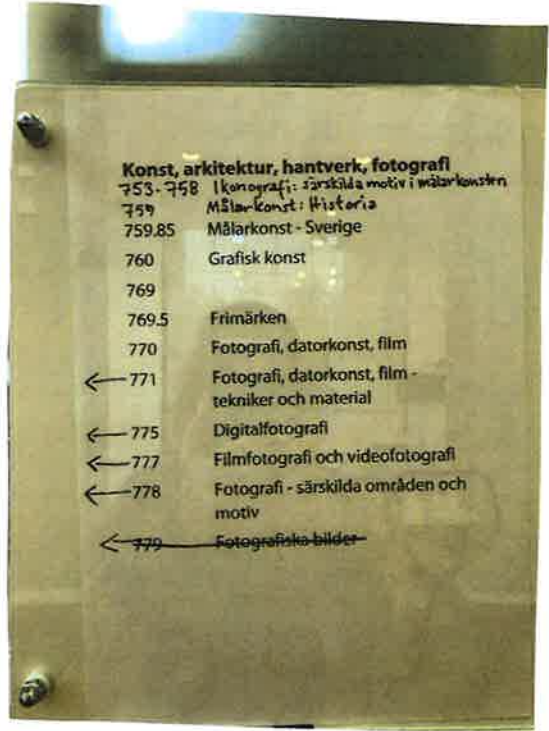 Konst, arkitektur, hantverk, fotografi
753-758 Ikonografi: särskilda motiv i målarkonsten
759 Målarkonst: Historia
759.85 Målarkonst - Sverige
760 Grafisk konst
769
769.5 Frimärken
770 Fotografi, datorkonst, film
771 Fotografi, datorkonst, film -
tekniker och material
775 Digitalfotografi
777 Filmfotografi och videofotografi
778 Fotografi - särskilda områden och
motiv
779 Fotografiska bilder